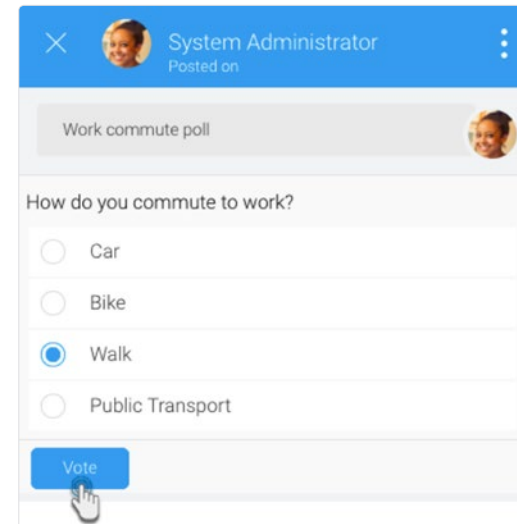 System Administrator
Posted on
Work commute poll
How do you commute to work?
Car
Bike
Walk
Public Transport
Vote